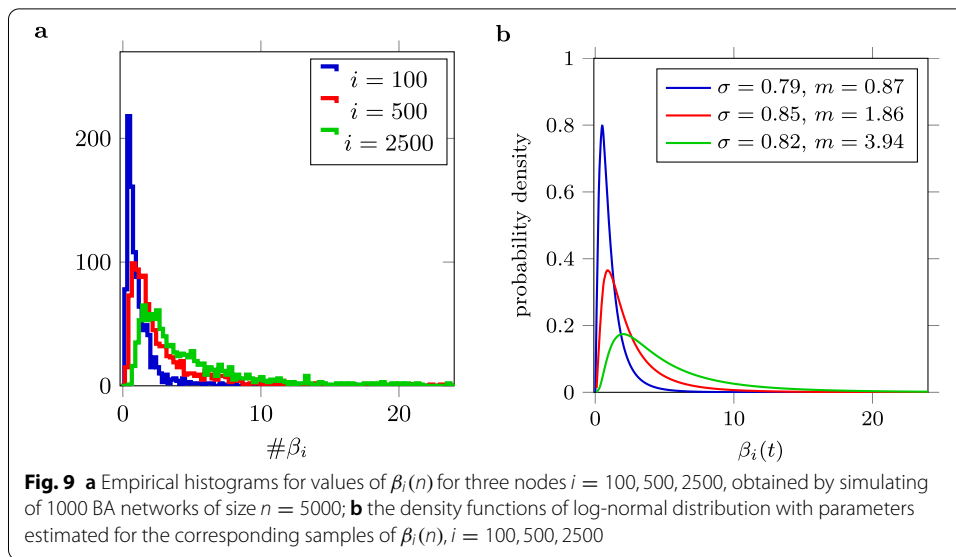 a
200
100
0
0
10
20
#βᵢ
i = 100
i = 500
i = 2500
b
probability density
1
0.8
0.6
0.4
0.2
0
0
10
20
βᵢ(t)
σ = 0.79, m = 0.87
σ = 0.85, m = 1.86
σ = 0.82, m = 3.94
Fig. 9 a Empirical histograms for values of βᵢ(n) for three nodes i = 100, 500, 2500, obtained by simulating
of 1000 BA networks of size n = 5000; b the density functions of log-normal distribution with parameters
estimated for the corresponding samples of βᵢ(n), i = 100, 500, 2500